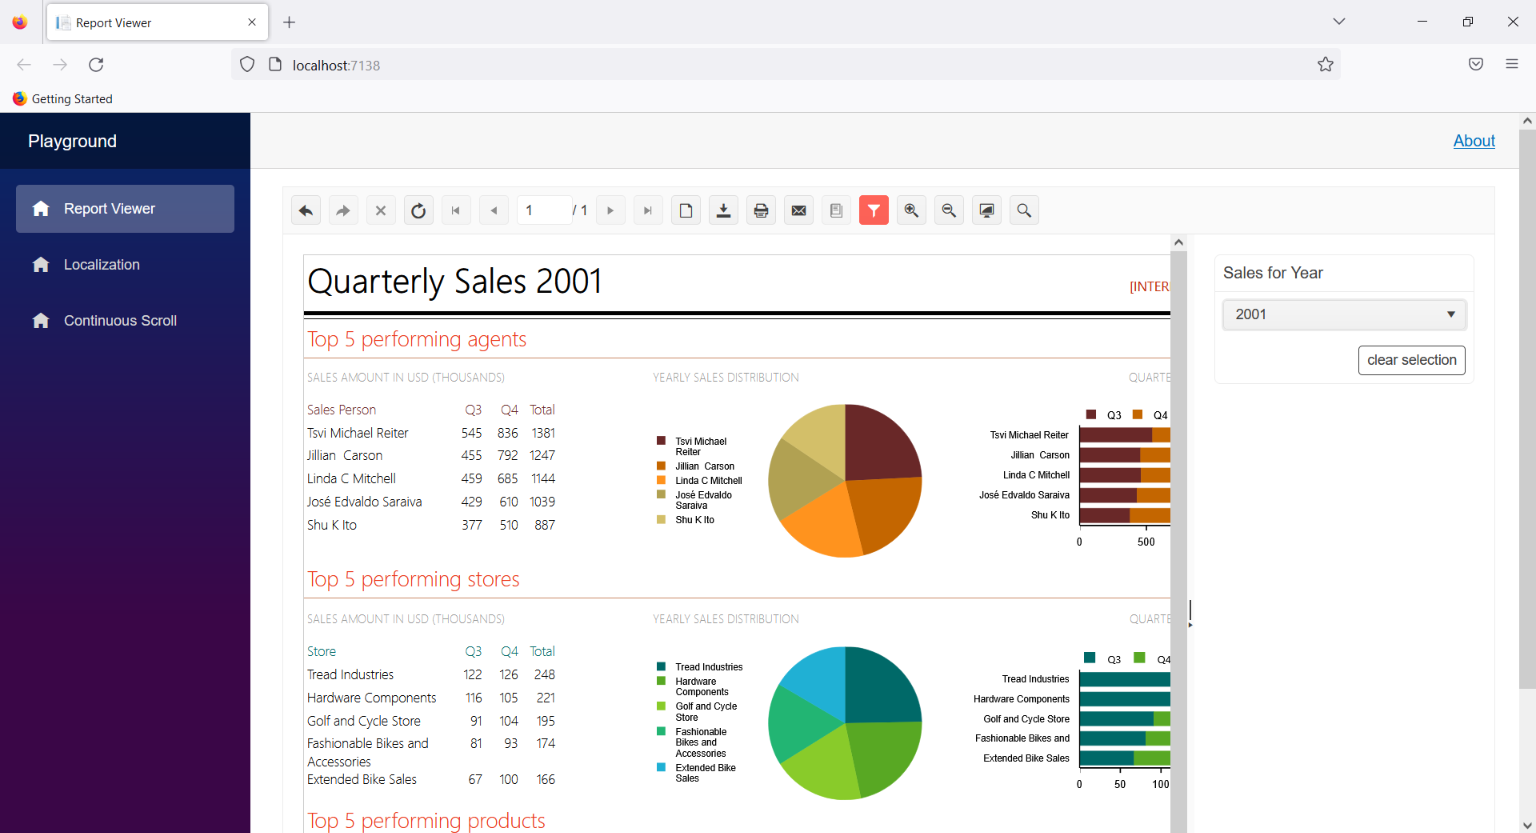 Report Viewer
localhost:7138
Getting Started
Playground
About
Report Viewer
Localization
Continuous Scroll
1 / 1
Quarterly Sales 2001
[INTER
Sales for Year
2001
clear selection
Top 5 performing agents
SALES AMOUNT IN USD (THOUSANDS)
YEARLY SALES DISTRIBUTION
QUARTE
Sales Person Q3 Q4 Total
Tsvi Michael Reiter 545 836 1381
Jillian Carson 455 792 1247
Linda C Mitchell 459 685 1144
José Edvaldo Saraiva 429 610 1039
Shu K Ito 377 510 887
Tsvi Michael
Reiter
Jillian Carson
Linda C Mitchell
José Edvaldo
Saraiva
Shu K Ito
Q3 Q4
Tsvi Michael Reiter
Jillian Carson
Linda C Mitchell
José Edvaldo Saraiva
Shu K Ito
0 500
Top 5 performing stores
SALES AMOUNT IN USD (THOUSANDS)
YEARLY SALES DISTRIBUTION
QUARTE
Store Q3 Q4 Total
Tread Industries 122 126 248
Hardware Components 116 105 221
Golf and Cycle Store 91 104 195
Fashionable Bikes and 81 93 174
Accessories
Extended Bike Sales 67 100 166
Tread Industries
Hardware
Components
Golf and Cycle
Store
Fashionable
Bikes and
Accessories
Extended Bike
Sales
Q3 Q4
Tread Industries
Hardware Components
Golf and Cycle Store
Fashionable Bikes and
Extended Bike Sales
0 50 100
Top 5 performing products